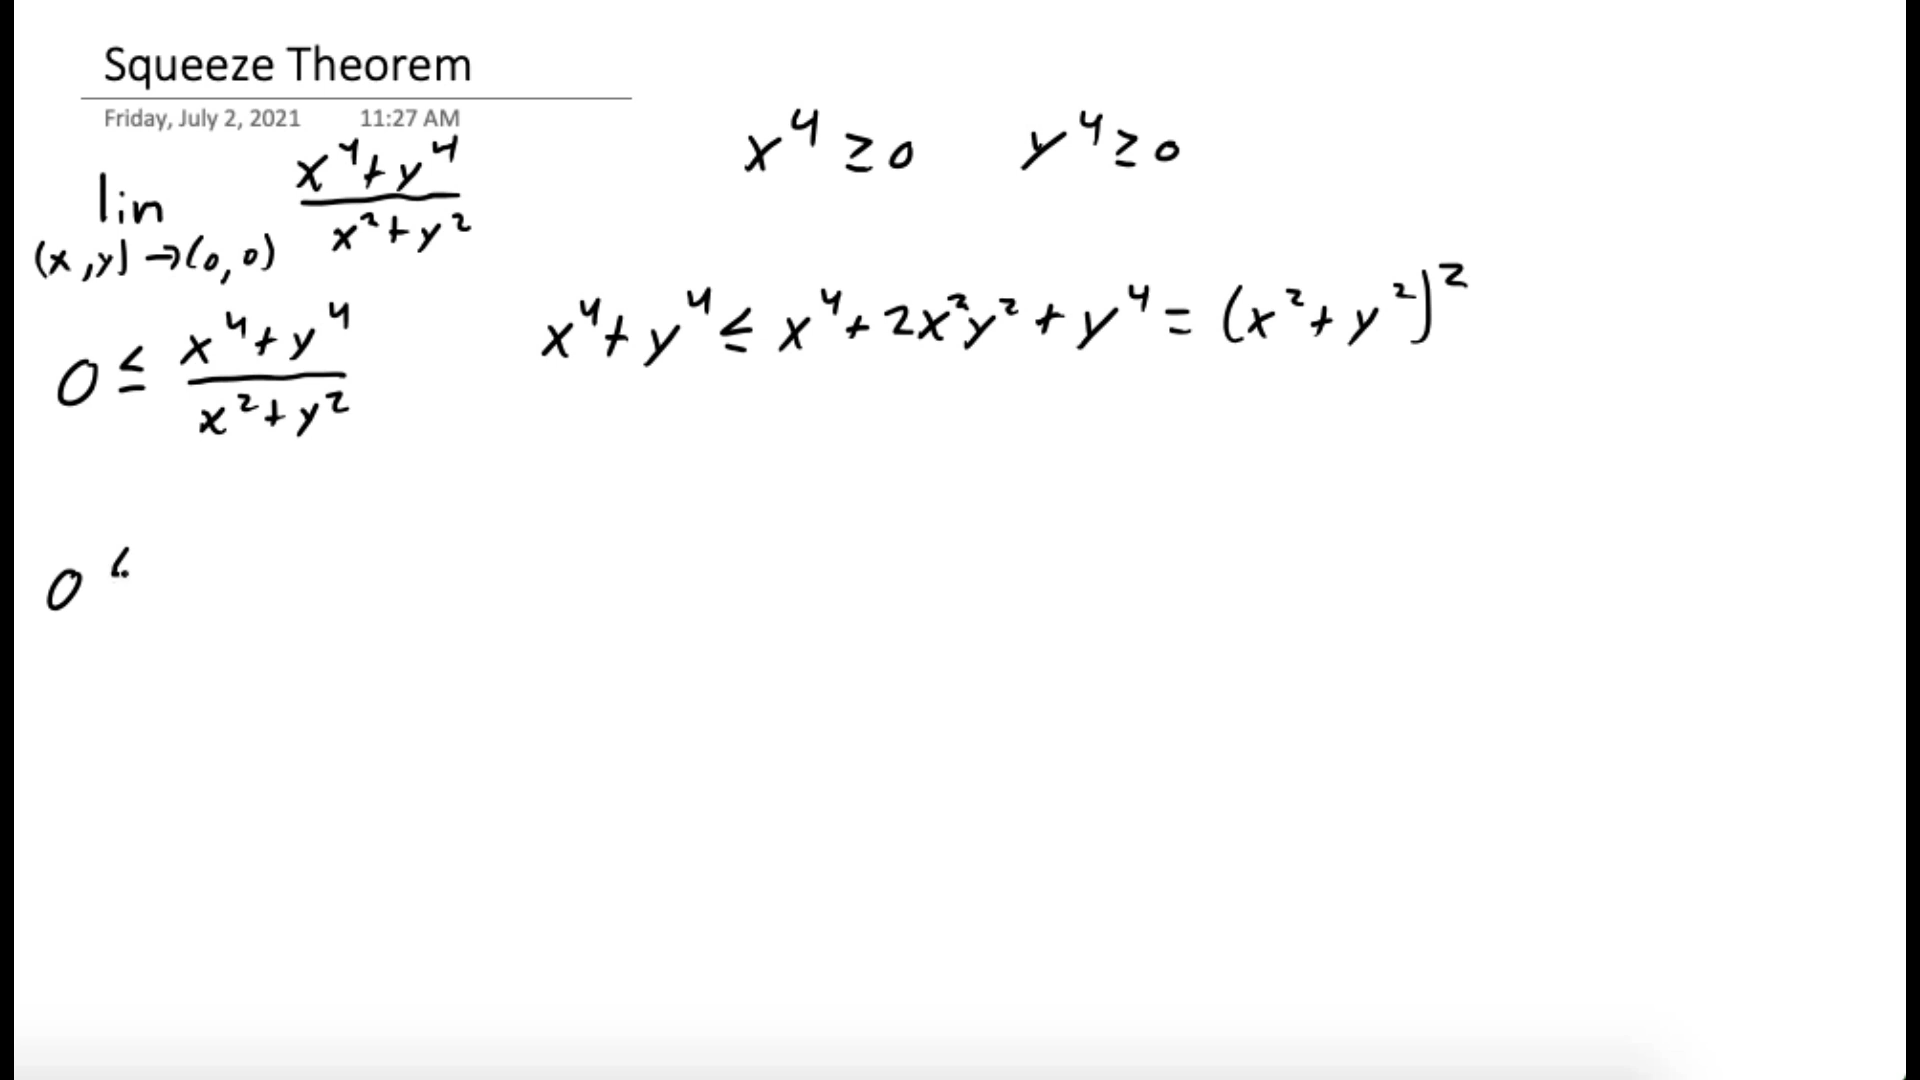 Squeeze Theorem
Friday, July 2, 2021 11:27 AM
x⁴ ≥ 0 y⁴ ≥ 0
lim (x,y)→(0,0) (x⁴+y⁴)/(x²+y²)
0 ≤ (x⁴+y⁴)/(x²+y²)
x⁴+y⁴ ≤ x⁴+2x²y²+y⁴ = (x²+y²)²
0